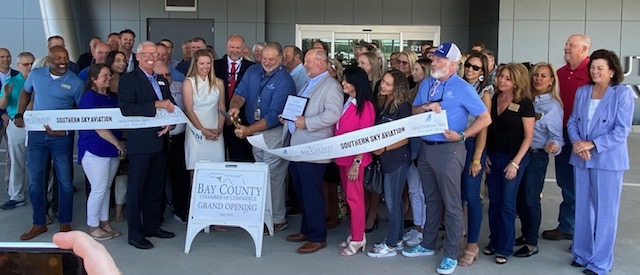 SOUTHERN SKY AVIATION
SOUTHERN SKY AVIATION
BAY COUNTY
CHAMBER OF COMMERCE
GRAND OPENING